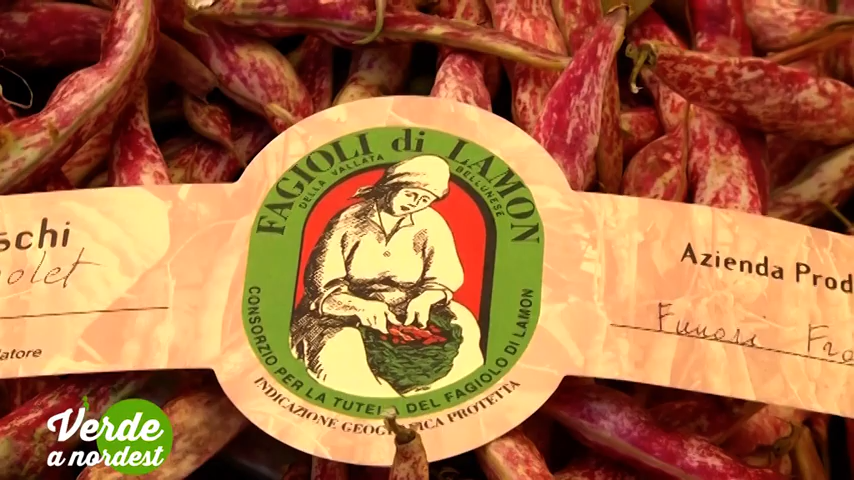 FAGIOLI di LAMON
DELLA VALLATA BELLUNESE
CONSORZIO PER LA TUTELA DEL FAGIOLO DI LAMON
INDICAZIONE GEOGRAFICA PROTETTA
Azienda Prod
Verde
a nordest